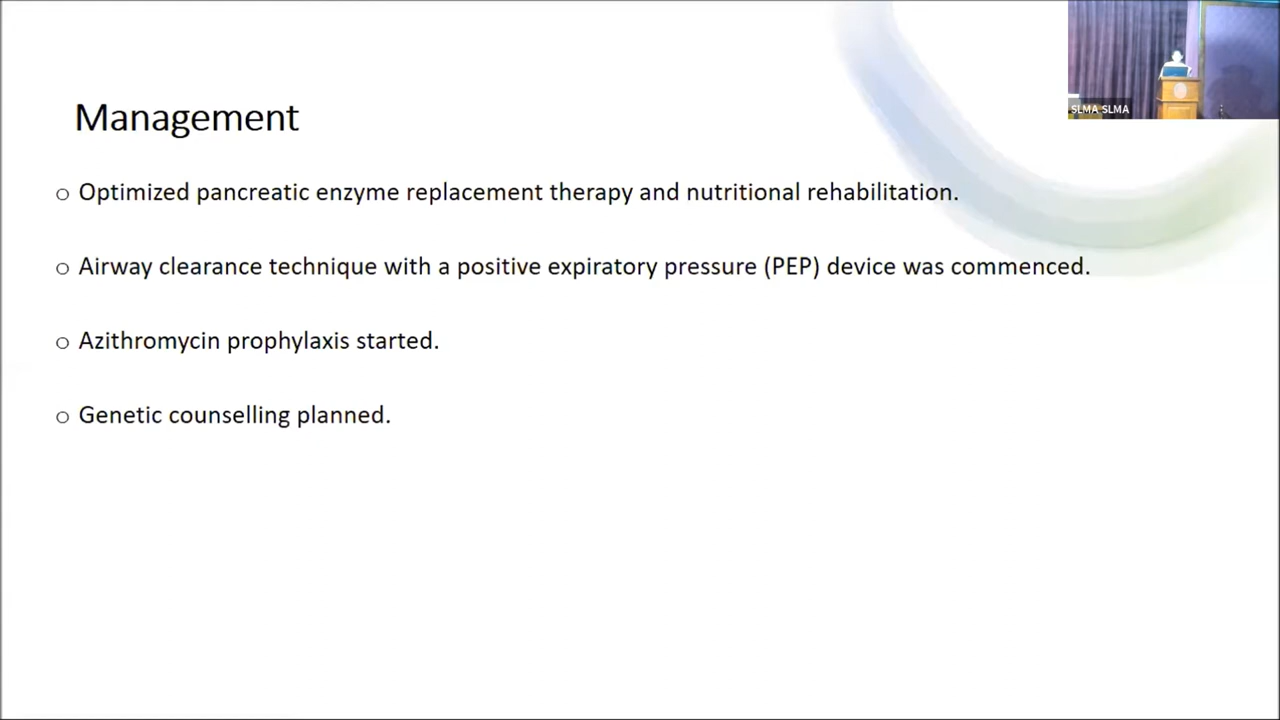 SLMA SLMA
Management
o Optimized pancreatic enzyme replacement therapy and nutritional rehabilitation.
o Airway clearance technique with a positive expiratory pressure (PEP) device was commenced.
o Azithromycin prophylaxis started.
o Genetic counselling planned.